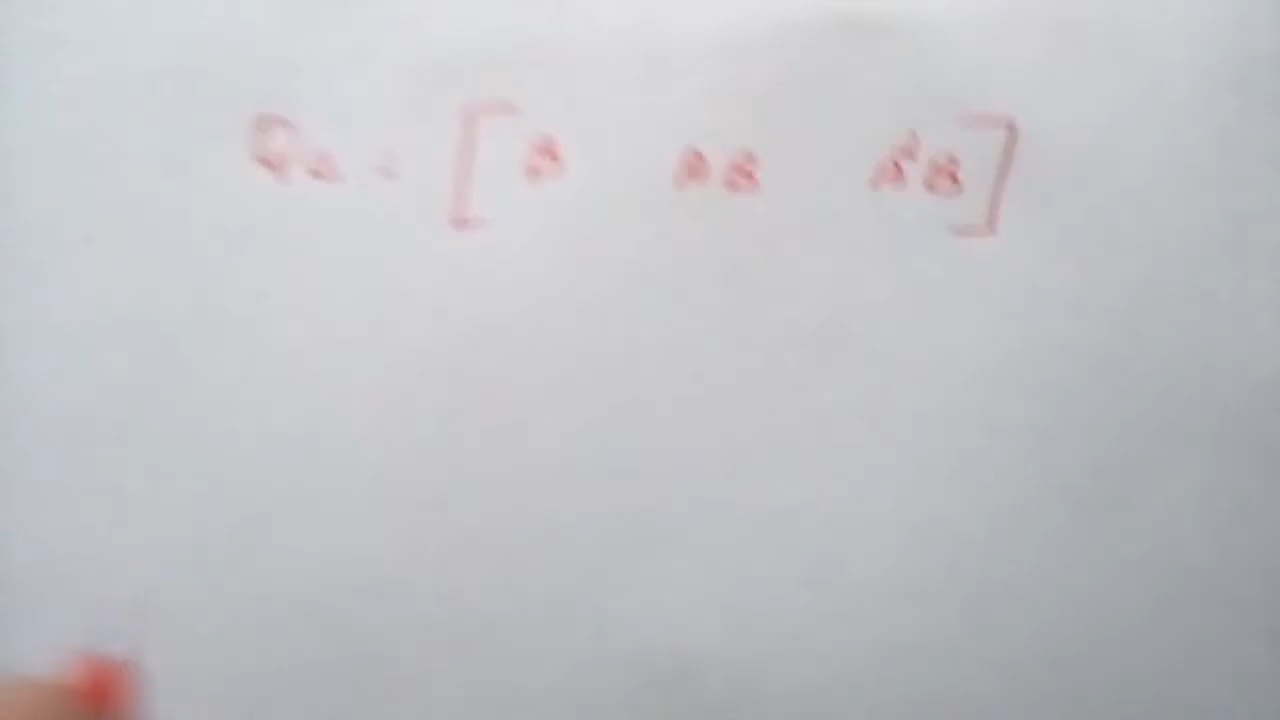 Qc = [ B AB A²B ]